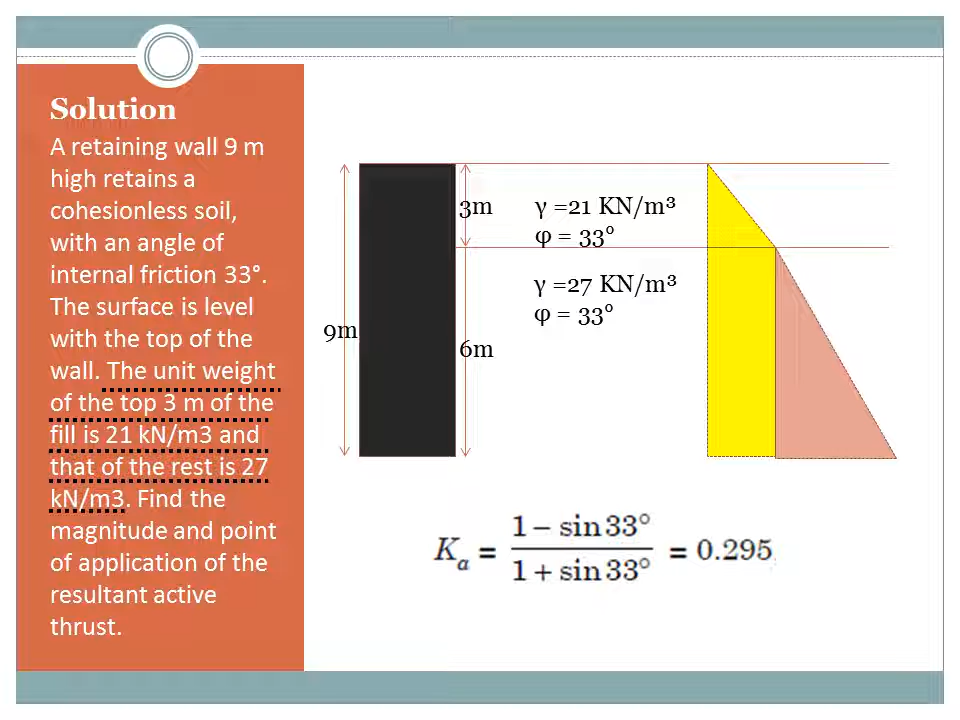 Solution
A retaining wall 9 m
high retains a
cohesionless soil,
with an angle of
internal friction 33°.
The surface is level
with the top of the
wall. The unit weight
of the top 3 m of the
fill is 21 kN/m3 and
that of the rest is 27
kN/m3. Find the
magnitude and point
of application of the
resultant active
thrust.
3m
γ =21 KN/m³
φ = 33°
γ =27 KN/m³
φ = 33°
9m
6m
Kₐ = (1 − sin 33°) / (1 + sin 33°) = 0.295